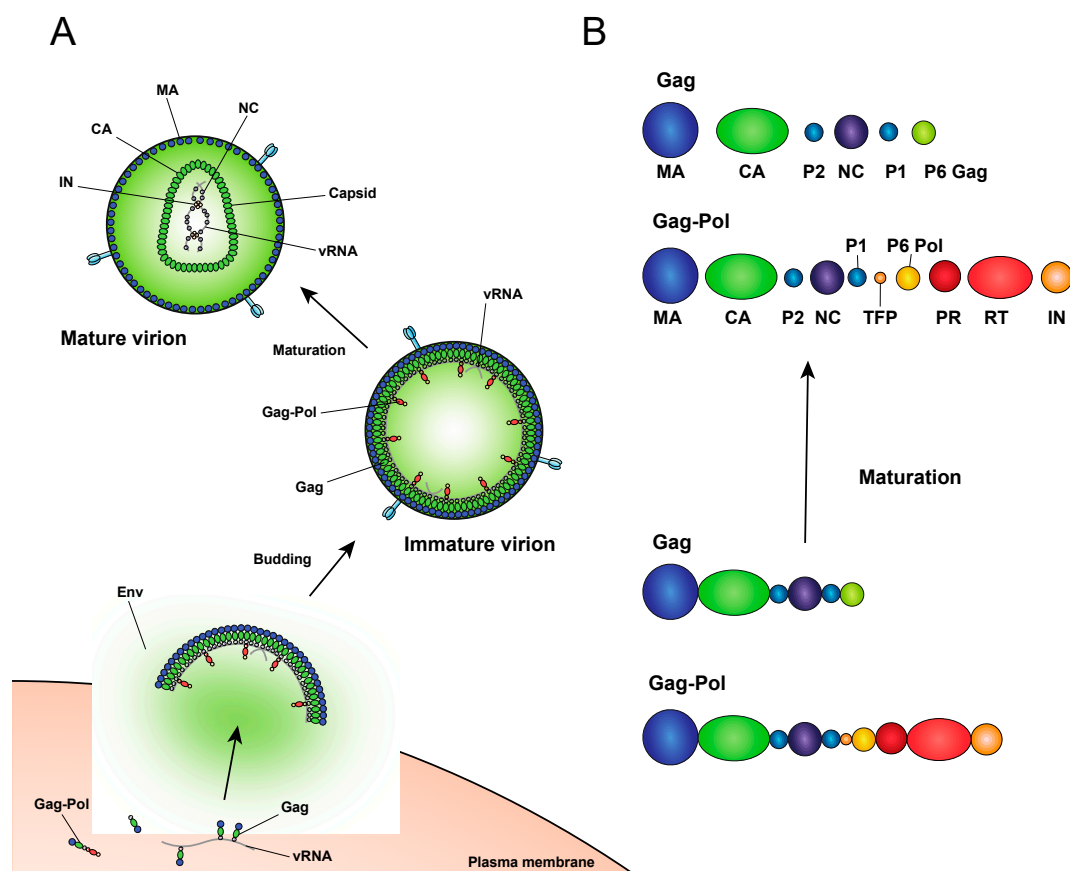 A
MA
NC
CA
IN
Capsid
vRNA
Mature virion
Maturation
vRNA
Gag-Pol
Gag
Immature virion
Budding
Env
Gag-Pol
Gag
vRNA
Plasma membrane
B
Gag
MA CA P2 NC P1 P6 Gag
Gag-Pol
P1 P6 Pol
MA CA P2 NC TFP PR RT IN
Maturation
Gag
Gag-Pol